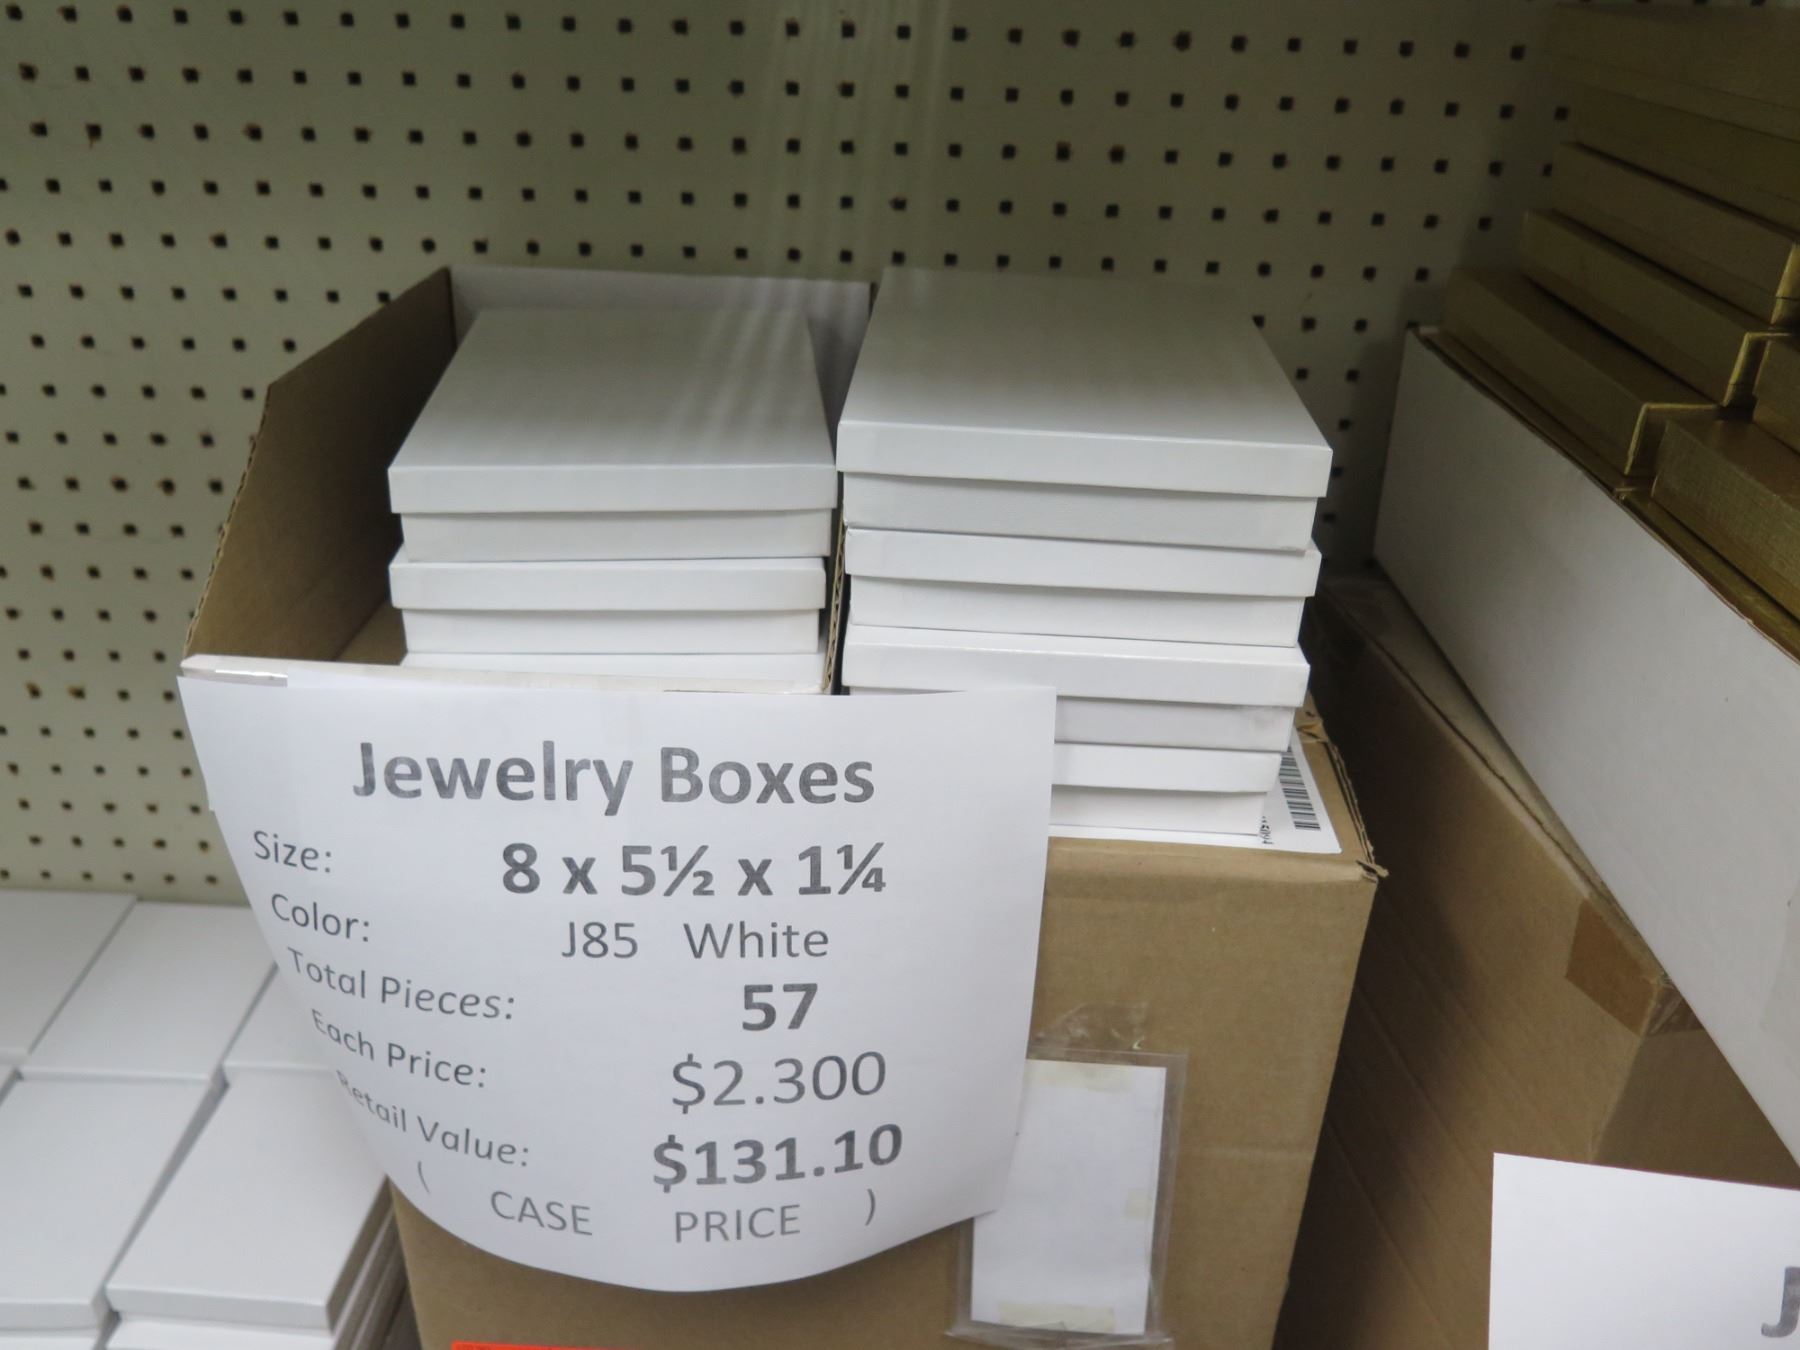 Jewelry Boxes
Size: 8 x 5½ x 1¼
Color: J85 White
Total Pieces: 57
Each Price: $2.300
Retail Value: $131.10
( CASE PRICE )
J